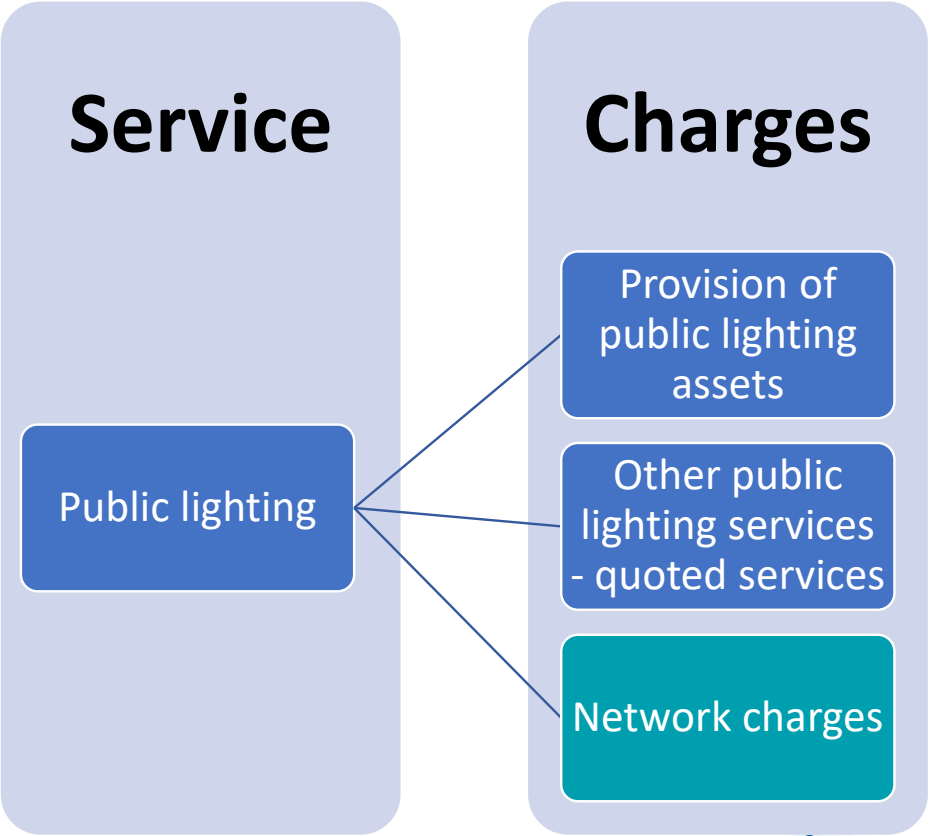 Service
Charges
Public lighting
Provision of
public lighting
assets
Other public
lighting services
- quoted services
Network charges